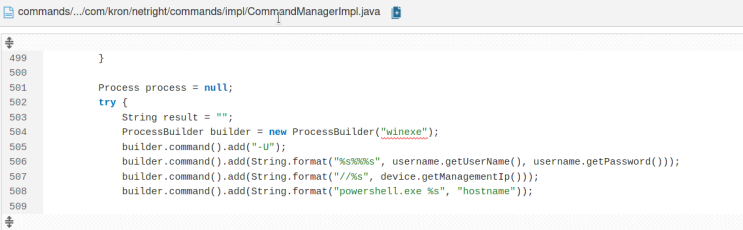 commands/.../com/kron/netright/commands/impl/CommandManagerImpl.java
499 }
500
501 Process process = null;
502 try {
503 String result = "";
504 ProcessBuilder builder = new ProcessBuilder("winexe");
505 builder.command().add("-U");
506 builder.command().add(String.format("%s%%%s", username.getUserName(), username.getPassword()));
507 builder.command().add(String.format("//%s", device.getManagementIp()));
508 builder.command().add(String.format("powershell.exe %s", "hostname"));
509